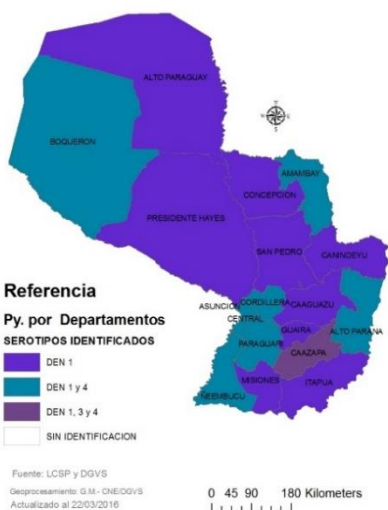 ALTO PARAGUAY
BOQUERON
AMAMBAY
CONCEPCION
PRESIDENTE HAYES
SAN PEDRO
CANINDEYU
Referencia
Py. por Departamentos
SEROTIPOS IDENTIFICADOS
DEN 1
DEN 1 y 4
DEN 1, 3 y 4
SIN IDENTIFICACION
ASUNCION
CORDILLERA
CAAGUAZU
CENTRAL
GUAIRA
ALTO PARANA
PARAGUARI
CAAZAPA
MISIONES
ITAPUA
ÑEEMBUCU
N
S
Fuente: LCSP y DGVS
Geoprocesamiento: G.M.- CNE/DGVS
Actualizado al 22/03/2016
0 45 90 180 Kilometers